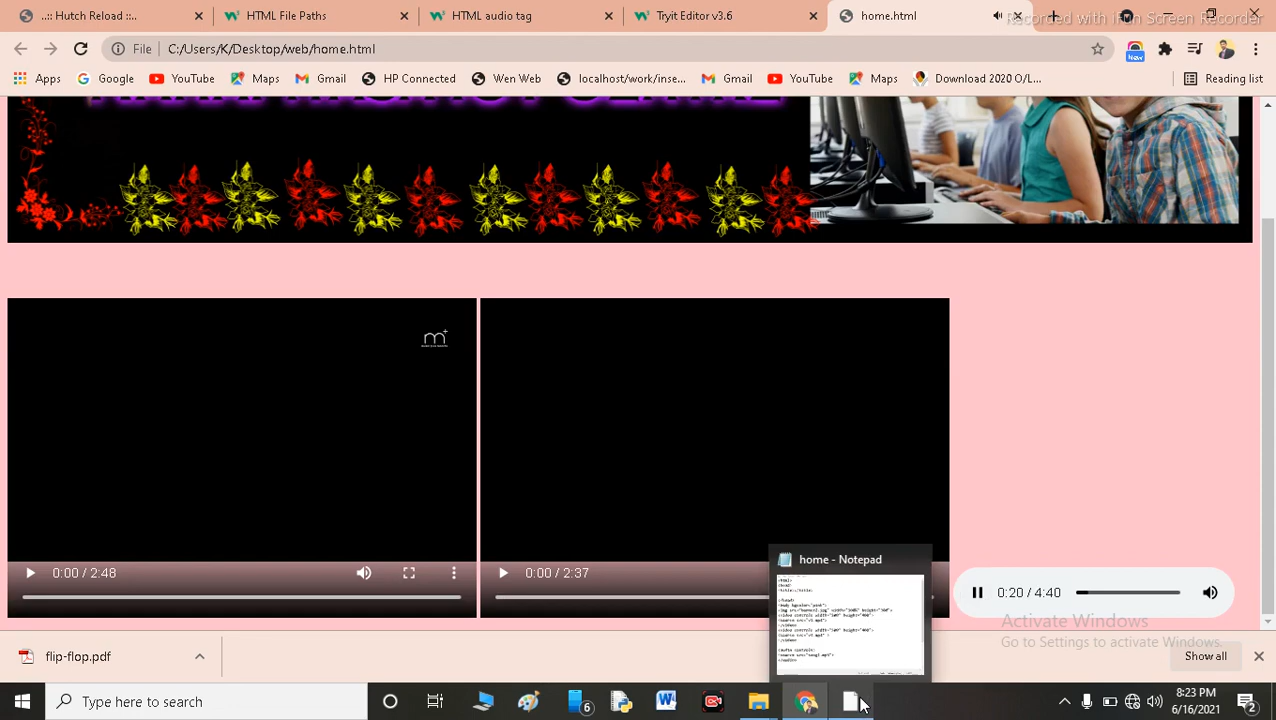 ..:: Hutch Reload ::..
HTML File Paths
HTML audio tag
Tryit Editor v3.6
home.html
Recorded with iFun Screen Recorder
File
C:/Users/K/Desktop/web/home.html
New
Apps
Google
YouTube
Maps
Gmail
HP Connected
Wen Web
localhost/work/inse...
Gmail
YouTube
Maps
Download 2020 O/L...
Reading list
m+
0:00 / 2:48
0:00 / 2:37
home - Notepad
0:20 / 4:40
Activate Windows
Go to Settings to activate Windows.
Show all
Type here to search
6
8:23 PM
6/16/2021
2